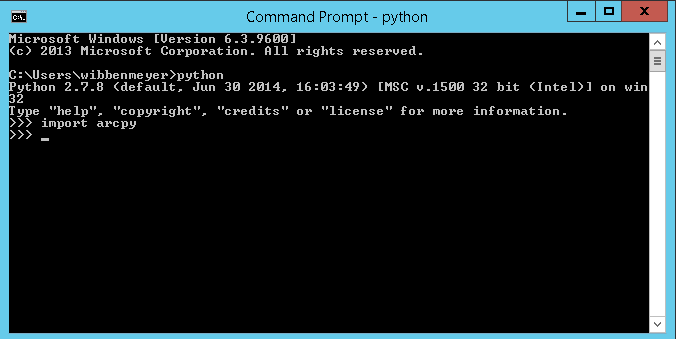 Command Prompt - python
Microsoft Windows [Version 6.3.9600]
(c) 2013 Microsoft Corporation. All rights reserved.
C:\Users\wibbenmeyer>python
Python 2.7.8 (default, Jun 30 2014, 16:03:49) [MSC v.1500 32 bit (Intel)] on win
32
Type "help", "copyright", "credits" or "license" for more information.
>>> import arcpy
>>> _